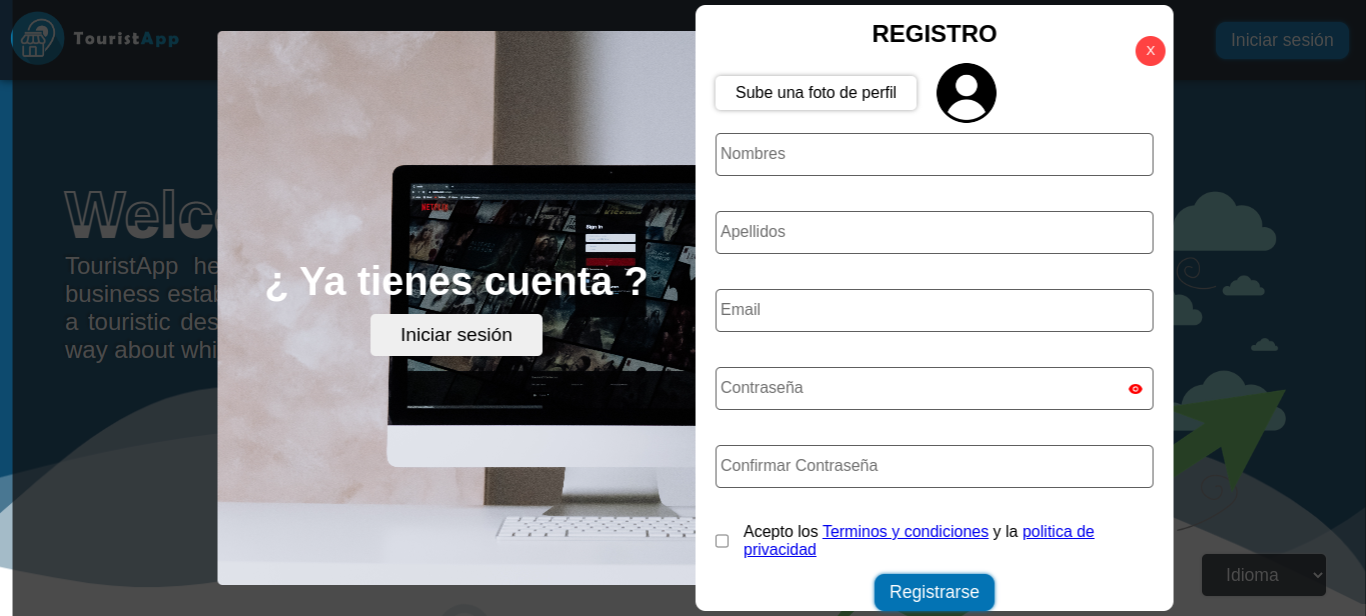 TouristApp
Iniciar sesión
REGISTRO
X
Sube una foto de perfil
Nombres
Apellidos
Email
Contraseña
Confirmar Contraseña
Acepto los Terminos y condiciones y la politica de
privacidad
Registrarse
¿ Ya tienes cuenta ?
Iniciar sesión
NETFLIX
Sign In
Welc
TouristApp he
business estab
a touristic des
way about whi
Idioma